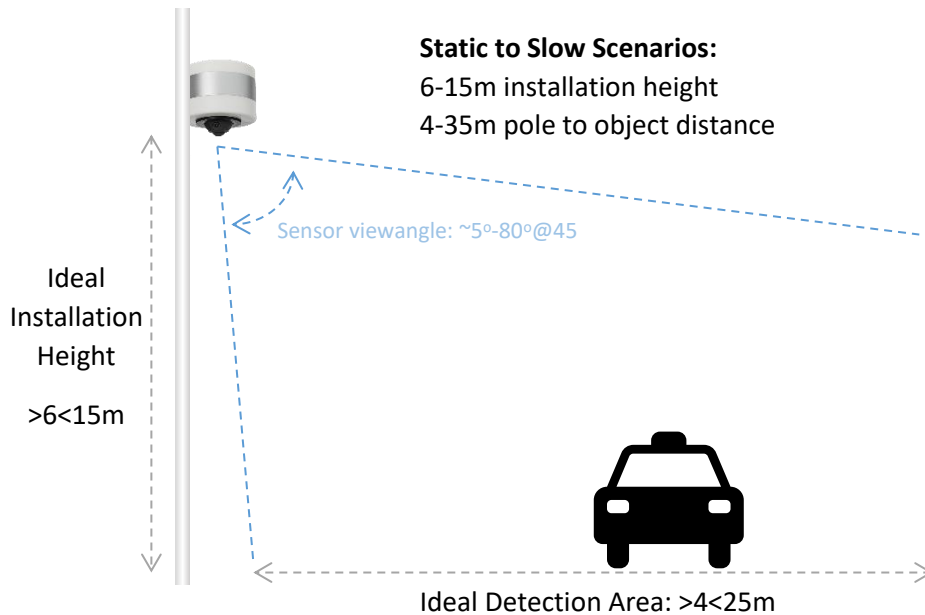 Static to Slow Scenarios:
6-15m installation height
4-35m pole to object distance
Sensor viewangle: ~5º-80º@45
Ideal
Installation
Height
>6<15m
Ideal Detection Area: >4<25m